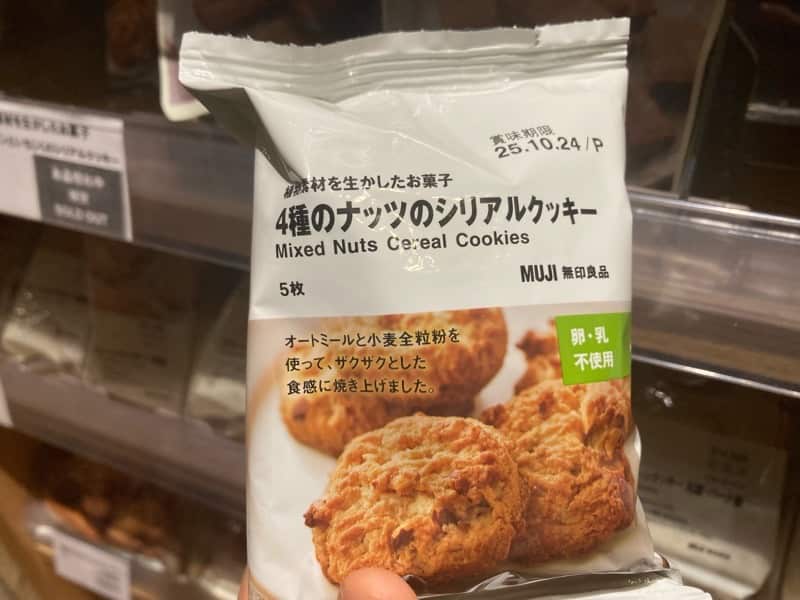 賞味期限
25.10.24/P
素材を生かしたお菓子
4種のナッツのシリアルクッキー
Mixed Nuts Cereal Cookies
5枚
MUJI 無印良品
オートミールと小麦全粒粉を
使って、ザクザクとした
食感に焼き上げました。
卵・乳
不使用
SOLD OUT